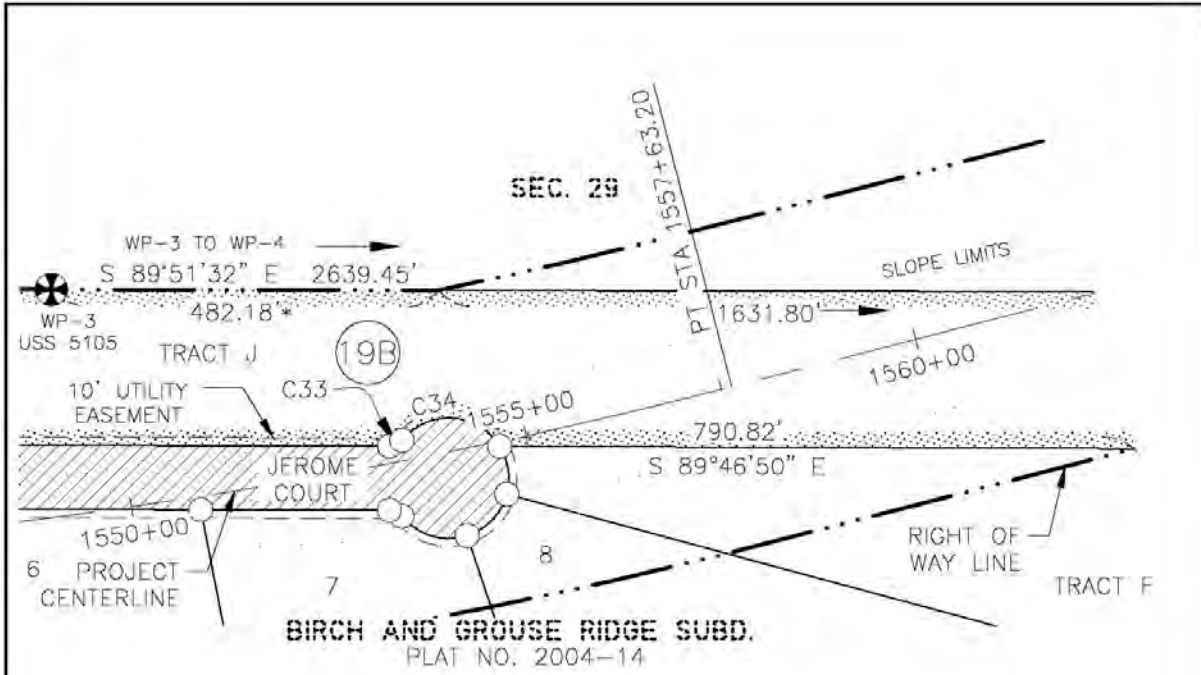 SEC. 29
PT STA 1557+63.20
WP-3 TO WP-4
S 89°51'32" E 2639.45'
SLOPE LIMITS
482.18'*
1631.80'
WP-3
USS 5105
TRACT J
19B
1560+00
10' UTILITY
EASEMENT
C33
C34
1555+00
790.82'
S 89°46'50" E
JEROME
COURT
1550+00
RIGHT OF
WAY LINE
6
PROJECT
CENTERLINE
7
8
TRACT F
BIRCH AND GROUSE RIDGE SUBD.
PLAT NO. 2004-14